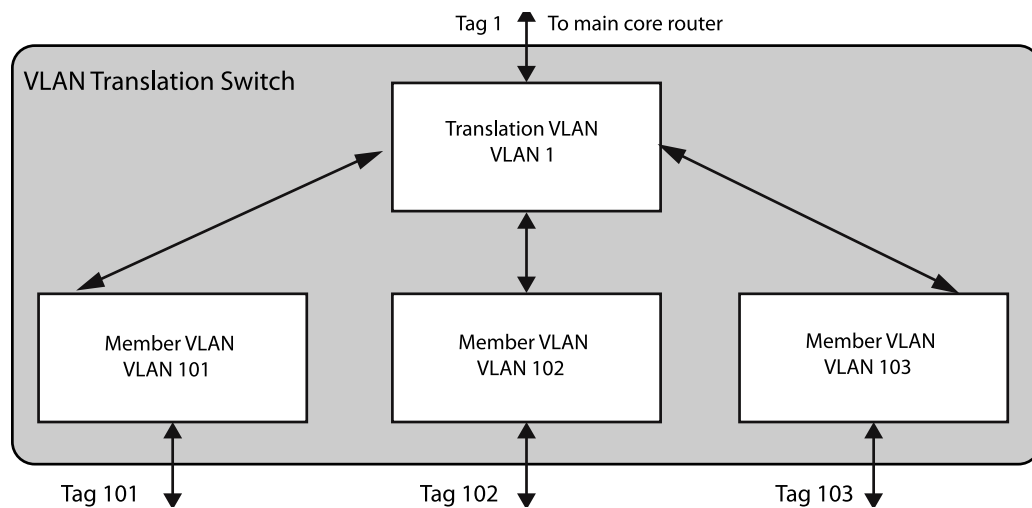 Tag 1 To main core router
VLAN Translation Switch
Translation VLAN
VLAN 1
Member VLAN
VLAN 101
Member VLAN
VLAN 102
Member VLAN
VLAN 103
Tag 101
Tag 102
Tag 103